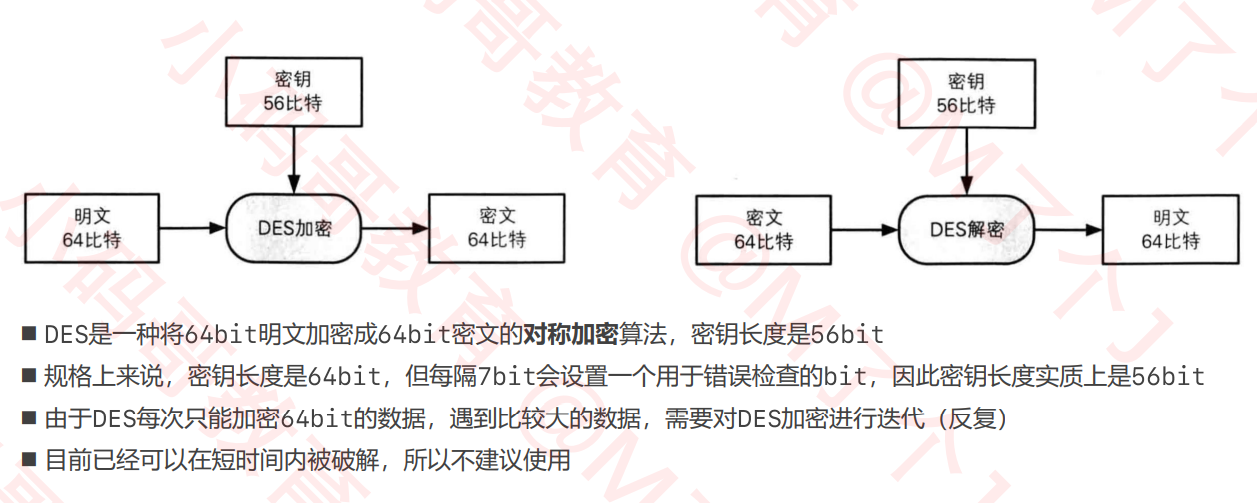 密钥
56比特
明文
64比特
DES加密
密文
64比特
密钥
56比特
密文
64比特
DES解密
明文
64比特
■ DES是一种将64bit明文加密成64bit密文的对称加密算法，密钥长度是56bit
■ 规格上来说，密钥长度是64bit，但每隔7bit会设置一个用于错误检查的bit，因此密钥长度实质上是56bit
■ 由于DES每次只能加密64bit的数据，遇到比较大的数据，需要对DES加密进行迭代（反复）
■ 目前已经可以在短时间内被破解，所以不建议使用
小码哥教育 @M了个J